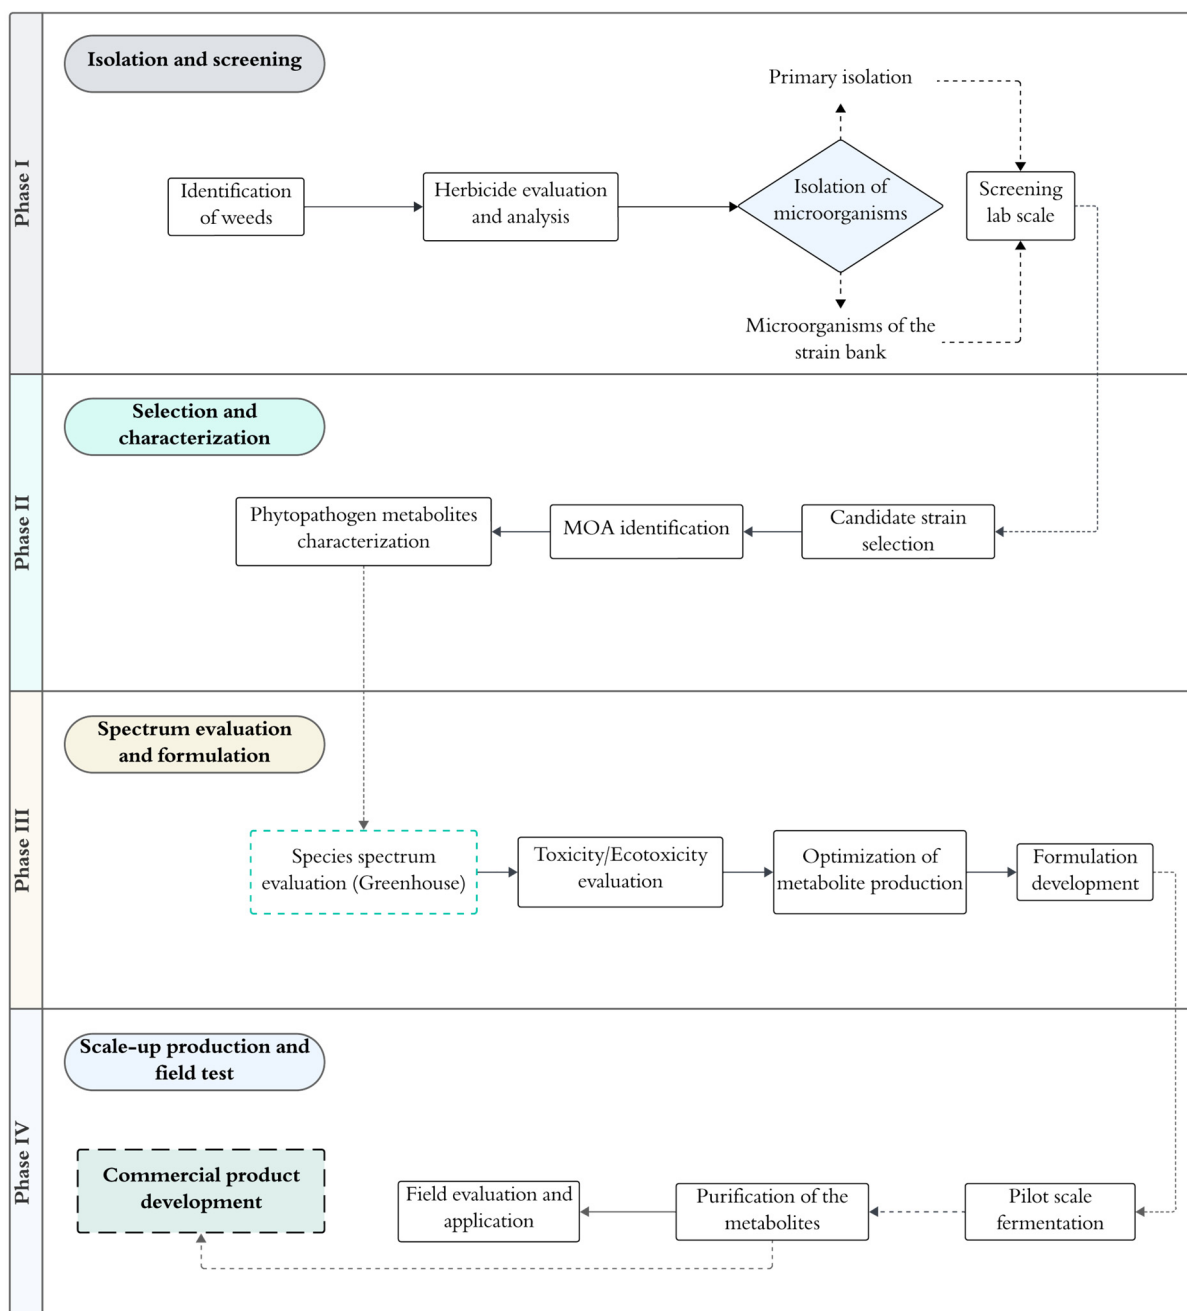 Phase I
Isolation and screening
Identification
of weeds
Herbicide evaluation
and analysis
Isolation of
microorganisms
Primary isolation
Microorganisms of the
strain bank
Screening
lab scale
Phase II
Selection and
characterization
Candidate strain
selection
MOA identification
Phytopathogen metabolites
characterization
Phase III
Spectrum evaluation
and formulation
Species spectrum
evaluation (Greenhouse)
Toxicity/Ecotoxicity
evaluation
Optimization of
metabolite production
Formulation
development
Phase IV
Scale-up production and
field test
Pilot scale
fermentation
Purification of the
metabolites
Field evaluation and
application
Commercial product
development